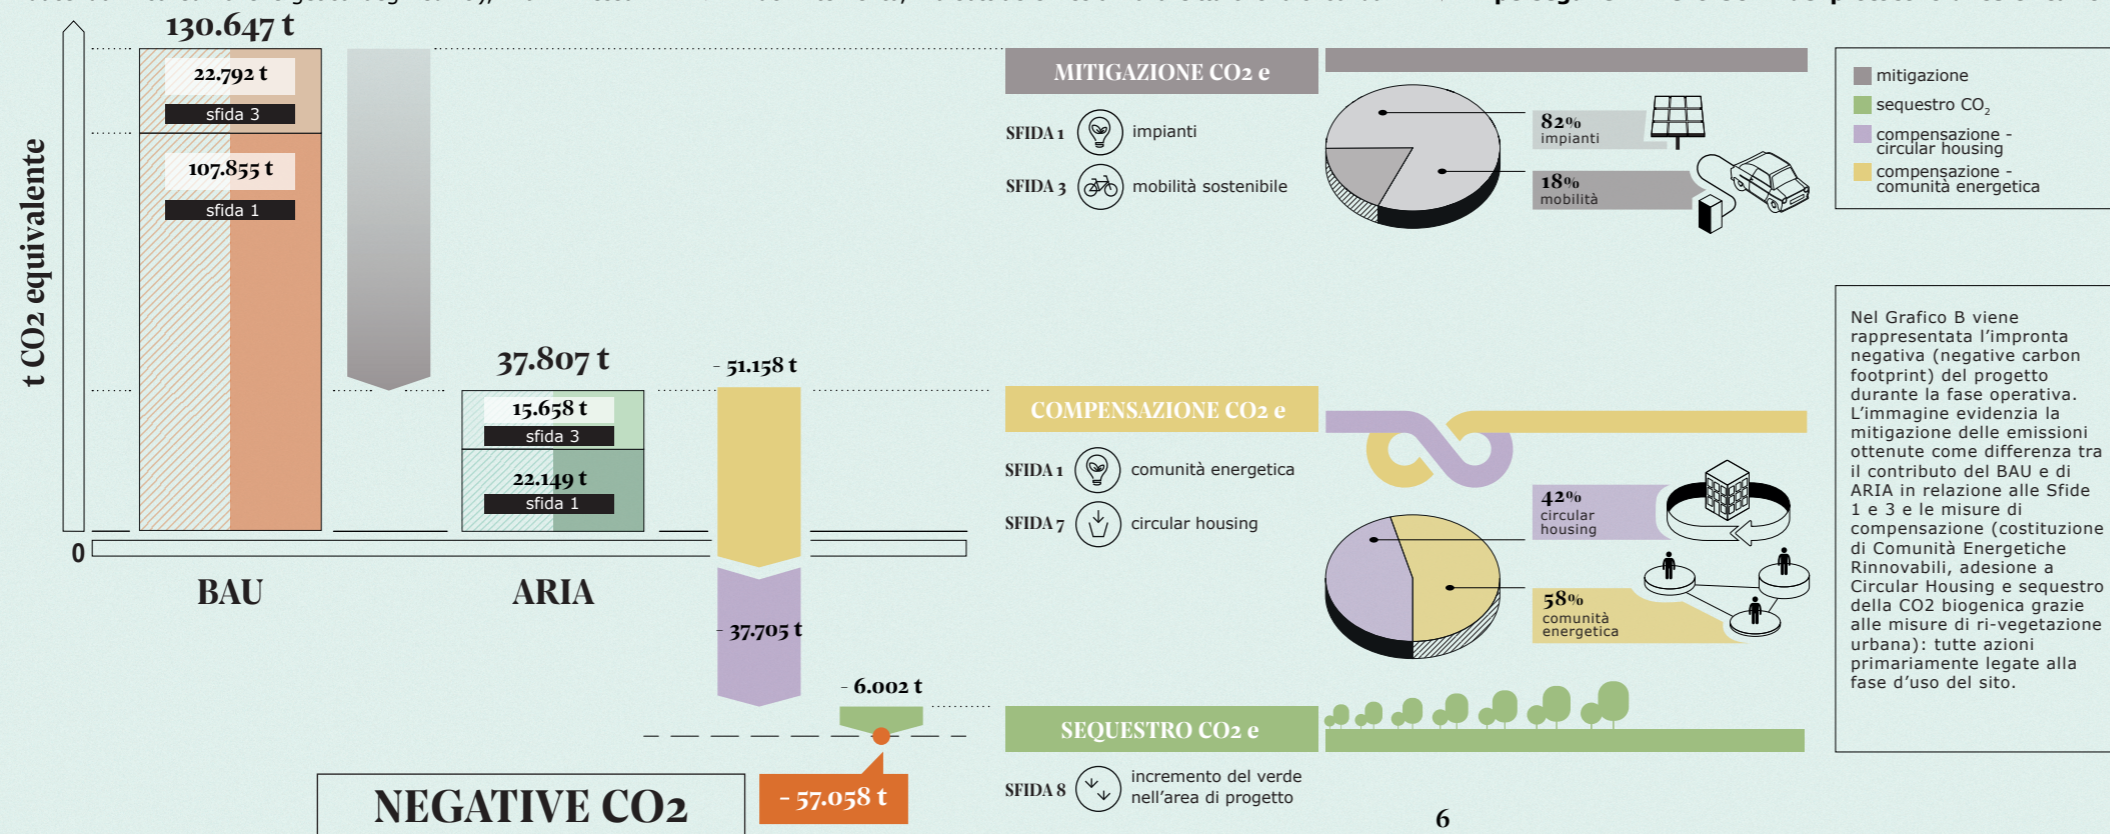 130.647 t
22.792 t
sfida 3
107.855 t
sfida 1
t CO2 equivalente
0
BAU
37.807 t
15.658 t
sfida 3
22.149 t
sfida 1
ARIA
- 51.158 t
- 37.705 t
- 6.002 t
NEGATIVE CO2
- 57.058 t
MITIGAZIONE CO2 e
SFIDA 1 impianti
SFIDA 3 mobilità sostenibile
82%
impianti
18%
mobilità
COMPENSAZIONE CO2 e
SFIDA 1 comunità energetica
SFIDA 7 circular housing
42%
circular
housing
58%
comunità
energetica
SEQUESTRO CO2 e
SFIDA 8 incremento del verde
nell'area di progetto
6
mitigazione
sequestro CO₂
compensazione -
circular housing
compensazione -
comunità energetica
Nel Grafico B viene
rappresentata l'impronta
negativa (negative carbon
footprint) del progetto
durante la fase operativa.
L'immagine evidenzia la
mitigazione delle emissioni
ottenute come differenza tra
il contributo del BAU e di
ARIA in relazione alle Sfide
1 e 3 e le misure di
compensazione (costituzione
di Comunità Energetiche
Rinnovabili, adesione a
Circular Housing e sequestro
della CO2 biogenica grazie
alle misure di ri-vegetazione
urbana): tutte azioni
primariamente legate alla
fase d'uso del sito.